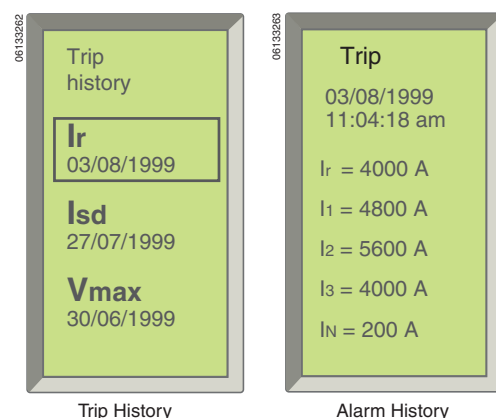 06133262
Trip
history
Ir
03/08/1999
Isd
27/07/1999
Vmax
30/06/1999
Trip History
06133263
Trip
03/08/1999
11:04:18 am
Ir = 4000 A
I1 = 4800 A
I2 = 5600 A
I3 = 4000 A
IN = 200 A
Alarm History